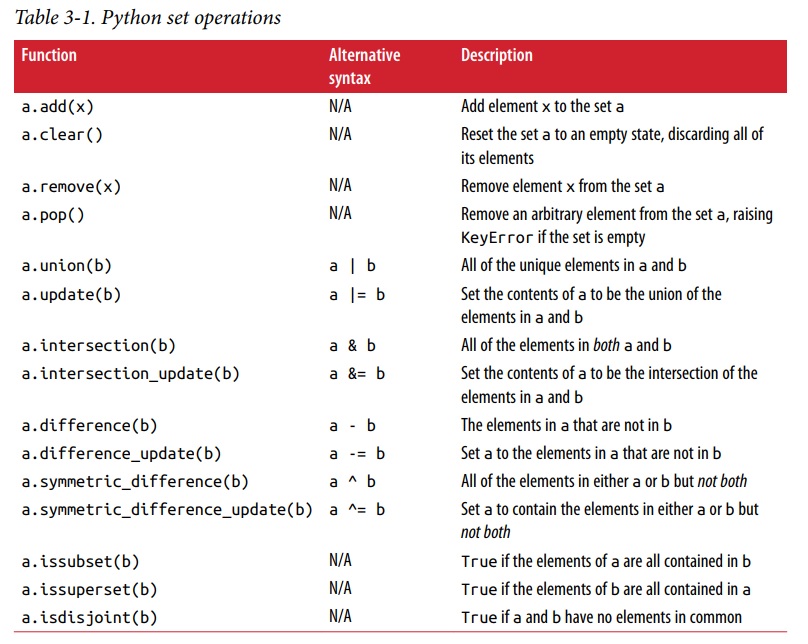 Table 3-1. Python set operations
Function Alternative syntax Description
a.add(x) N/A Add element x to the set a
a.clear() N/A Reset the set a to an empty state, discarding all of
its elements
a.remove(x) N/A Remove element x from the set a
a.pop() N/A Remove an arbitrary element from the set a, raising
KeyError if the set is empty
a.union(b) a | b All of the unique elements in a and b
a.update(b) a |= b Set the contents of a to be the union of the
elements in a and b
a.intersection(b) a & b All of the elements in both a and b
a.intersection_update(b) a &= b Set the contents of a to be the intersection of the
elements in a and b
a.difference(b) a - b The elements in a that are not in b
a.difference_update(b) a -= b Set a to the elements in a that are not in b
a.symmetric_difference(b) a ^ b All of the elements in either a or b but not both
a.symmetric_difference_update(b) a ^= b Set a to contain the elements in either a or b but
not both
a.issubset(b) N/A True if the elements of a are all contained in b
a.issuperset(b) N/A True if the elements of b are all contained in a
a.isdisjoint(b) N/A True if a and b have no elements in common